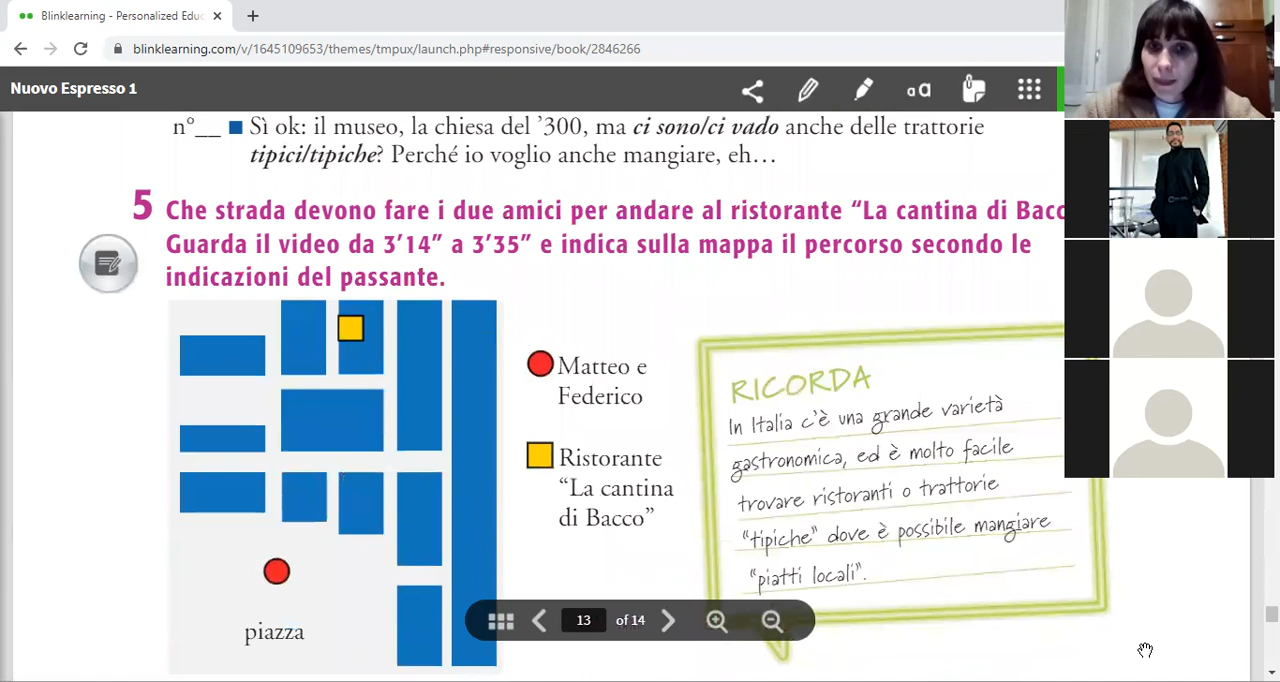 Blinklearning - Personalized Educ
blinklearning.com/v/1645109653/themes/tmpux/launch.php#responsive/book/2846266
Nuovo Espresso 1
aA
n°__ Sì ok: il museo, la chiesa del ’300, ma ci sono/ci vado anche delle trattorie
tipici/tipiche? Perché io voglio anche mangiare, eh…
5 Che strada devono fare i due amici per andare al ristorante “La cantina di Bacc
Guarda il video da 3’14” a 3’35” e indica sulla mappa il percorso secondo le
indicazioni del passante.
piazza
Matteo e
Federico
Ristorante
“La cantina
di Bacco”
RICORDA
In Italia c’è una grande varietà
gastronomica, ed è molto facile
trovare ristoranti o trattorie
“tipiche” dove è possibile mangiare
“piatti locali”.
13 of 14